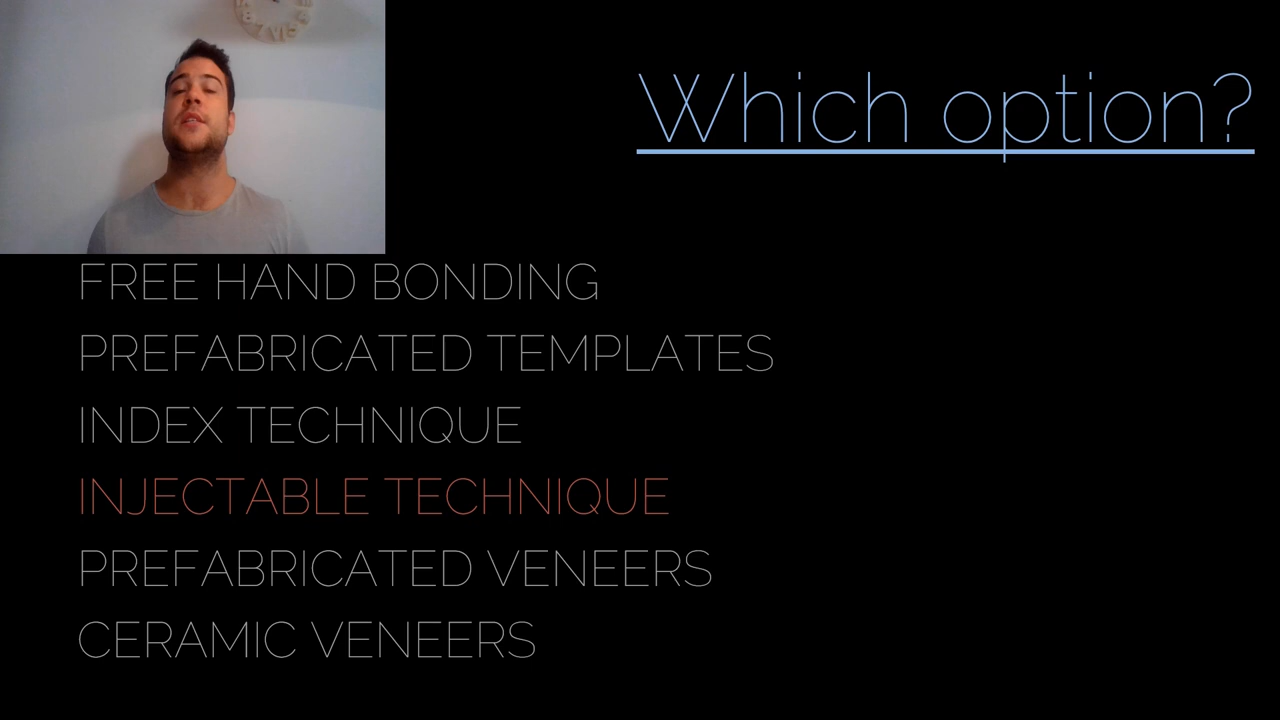 Which option?
FREE HAND BONDING
PREFABRICATED TEMPLATES
INDEX TECHNIQUE
INJECTABLE TECHNIQUE
PREFABRICATED VENEERS
CERAMIC VENEERS